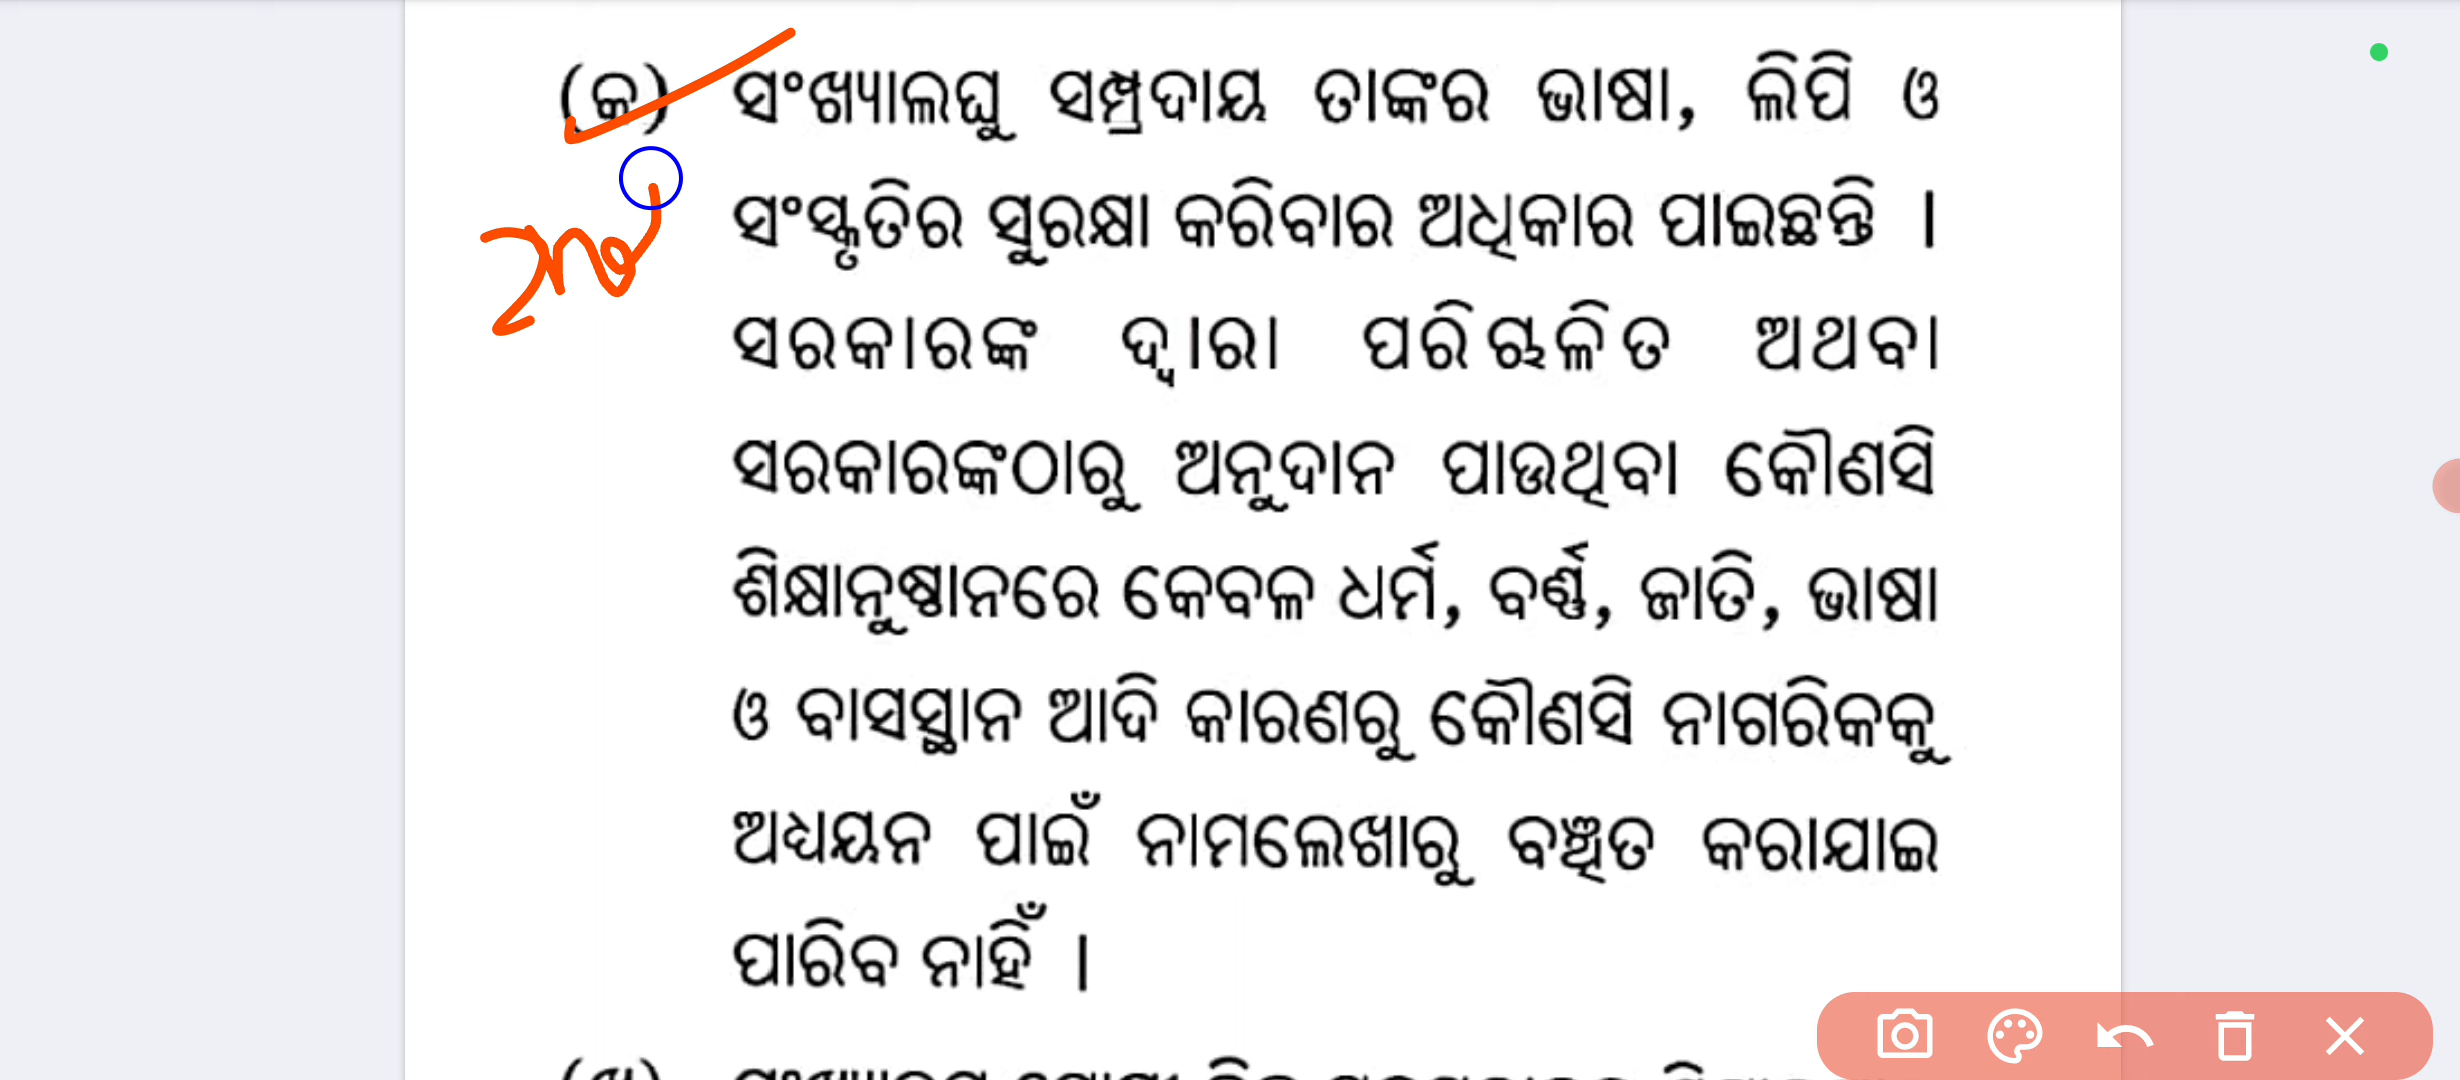 (କ) ସଂଖ୍ୟାଲଘୁ ସମ୍ପ୍ରଦାୟ ତାଙ୍କର ଭାଷା, ଲିପି ଓ
ସଂସ୍କୃତିର ସୁରକ୍ଷା କରିବାର ଅଧିକାର ପାଇଛନ୍ତି ।
ସରକାରଙ୍କ ଦ୍ୱାରା ପରିଚାଳିତ ଅଥବା
ସରକାରଙ୍କଠାରୁ ଅନୁଦାନ ପାଉଥିବା କୌଣସି
ଶିକ୍ଷାନୁଷ୍ଠାନରେ କେବଳ ଧର୍ମ, ବର୍ଣ୍ଣ, ଜାତି, ଭାଷା
ଓ ବାସସ୍ଥାନ ଆଦି କାରଣରୁ କୌଣସି ନାଗରିକକୁ
ଅଧ୍ୟୟନ ପାଇଁ ନାମଲେଖାରୁ ବଞ୍ଚିତ କରାଯାଇ
ପାରିବ ନାହିଁ ।